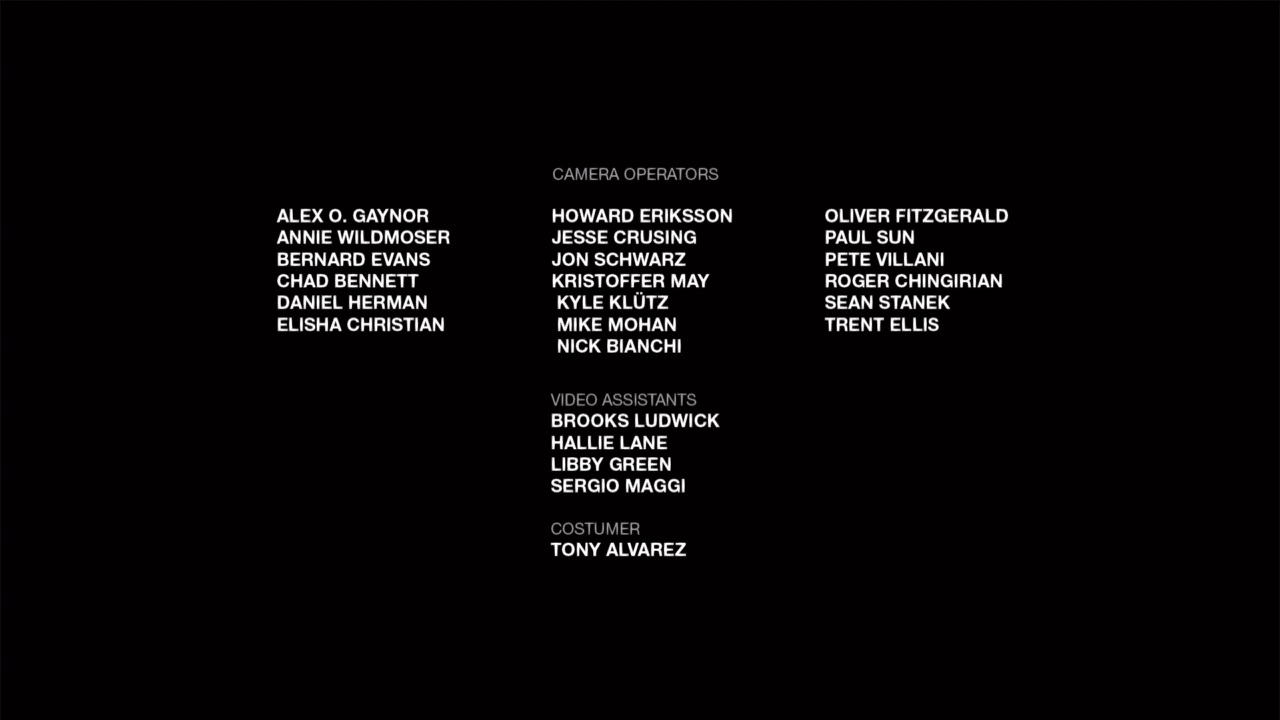 CAMERA OPERATORS
ALEX O. GAYNOR
ANNIE WILDMOSER
BERNARD EVANS
CHAD BENNETT
DANIEL HERMAN
ELISHA CHRISTIAN
HOWARD ERIKSSON
JESSE CRUSING
JON SCHWARZ
KRISTOFFER MAY
KYLE KLÜTZ
MIKE MOHAN
NICK BIANCHI
OLIVER FITZGERALD
PAUL SUN
PETE VILLANI
ROGER CHINGIRIAN
SEAN STANEK
TRENT ELLIS
VIDEO ASSISTANTS
BROOKS LUDWICK
HALLIE LANE
LIBBY GREEN
SERGIO MAGGI
COSTUMER
TONY ALVAREZ